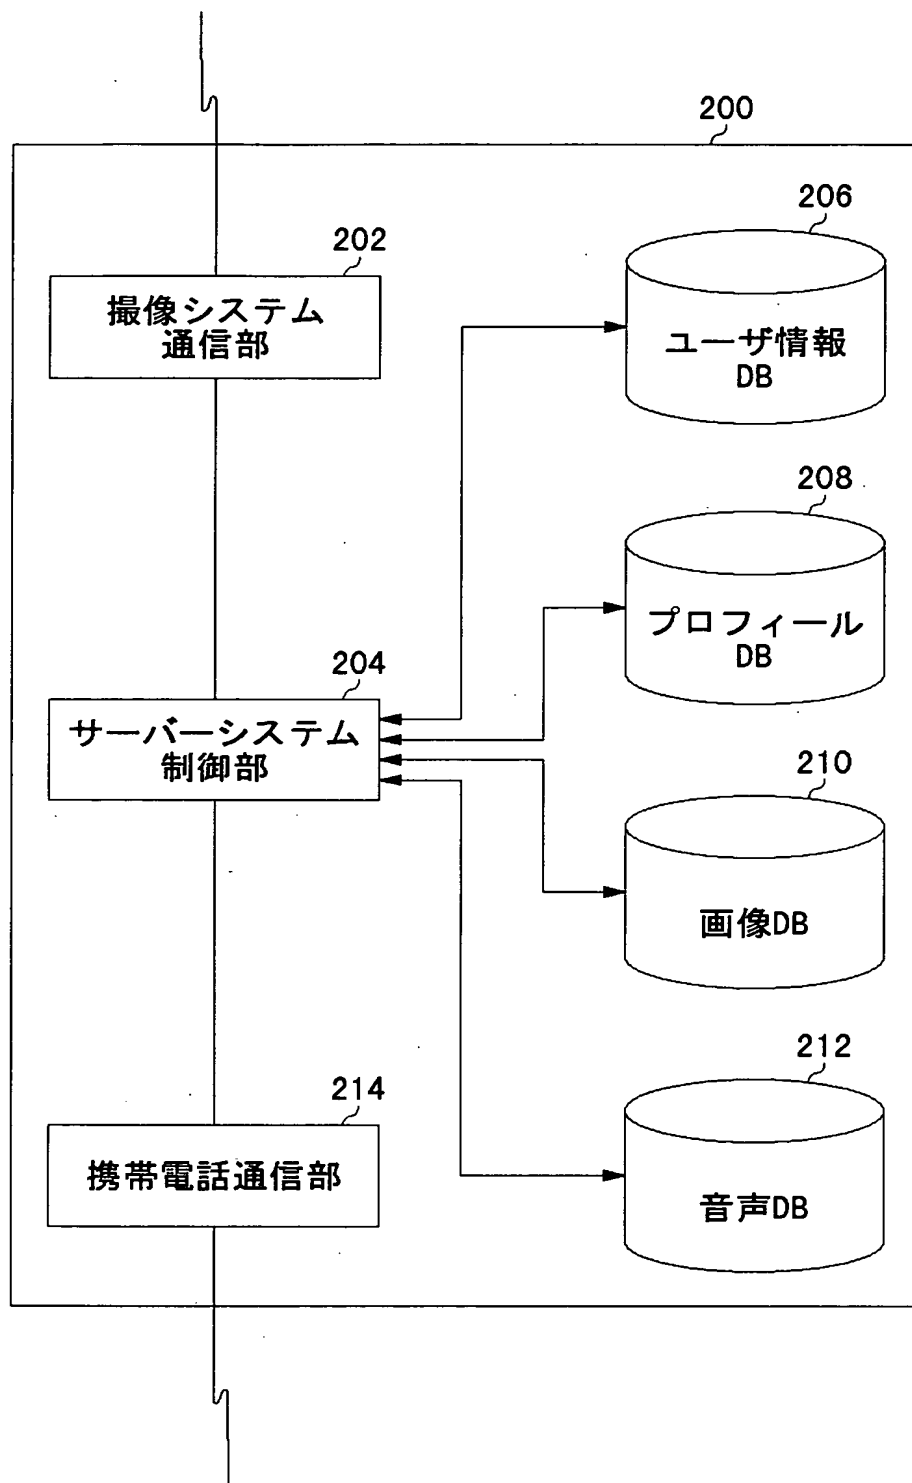 200
202
撮像システム
通信部
206
ユーザ情報
DB
208
プロフィール
DB
204
サーバーシステム
制御部
210
画像DB
212
音声DB
214
携帯電話通信部